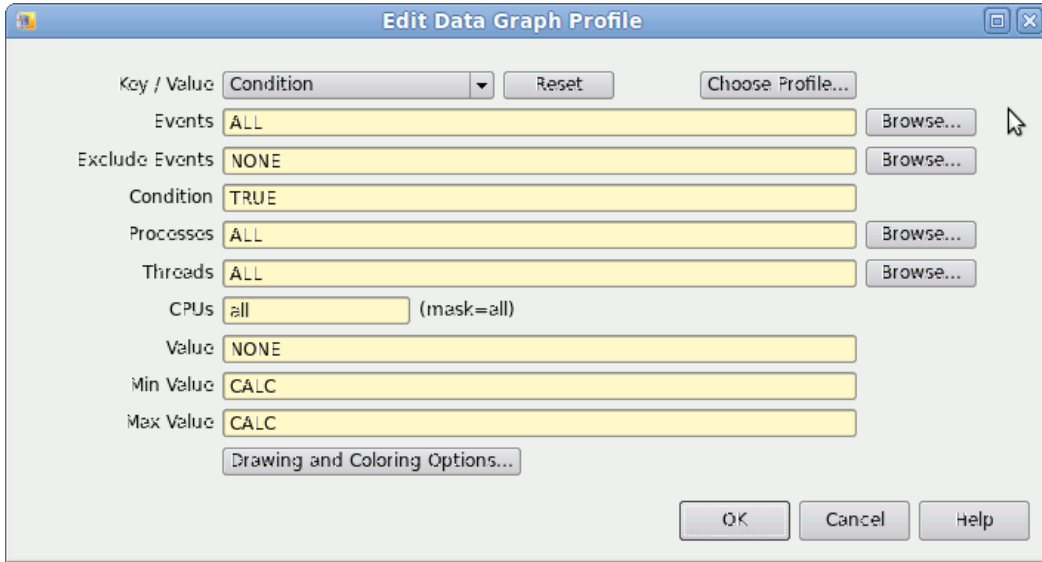 Edit Data Graph Profile
Key / Value Condition Reset Choose Profile...
Events ALL Browse...
Exclude Events NONE Browse...
Condition TRUE
Processes ALL Browse...
Threads ALL Browse...
CPUs all (mask=all)
Value NONE
Min Value CALC
Max Value CALC
Drawing and Coloring Options...
OK Cancel Help